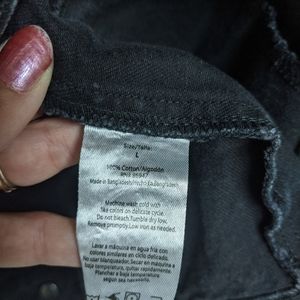 Size/Talla:
L
100% Cotton/Algodón
Made in Bangladesh/Hecho En Bangladesh
Machine wash cold with
like colors on delicate cycle.
Do not bleach.Tumble dry low.
Remove promptly.Low iron as needed.
Lavar a máquina en agua fría con
colores similares en ciclo delicado.
No usar blanqueador. Secar en máquina a
baja temperatura, quitar rápidamente
Planchar a baja temperatura, según